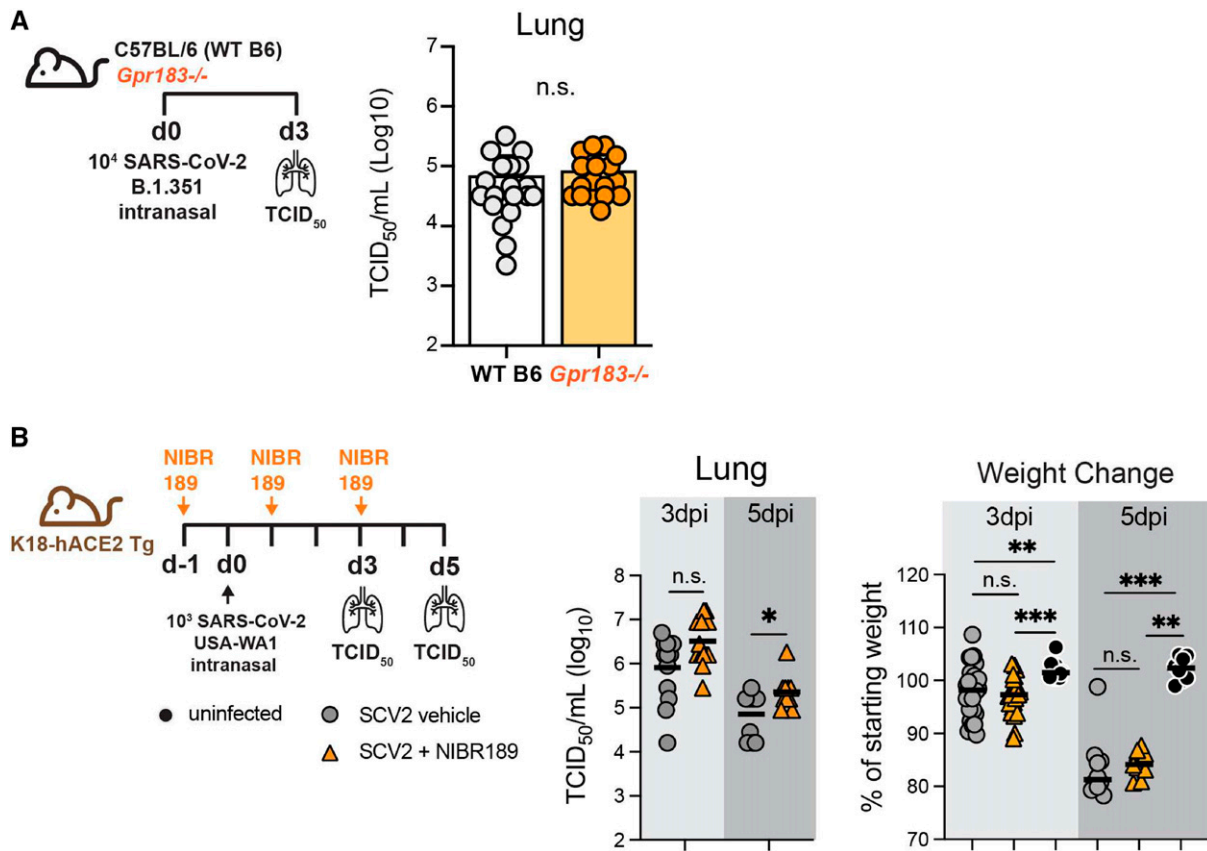 A
C57BL/6 (WT B6)
Gpr183-/-
d0 d3
10⁴ SARS-CoV-2
B.1.351
intranasal
TCID₅₀
Lung
n.s.
TCID₅₀/mL (Log10)
7
6
5
4
3
2
WT B6 Gpr183-/-
B
NIBR 189
NIBR 189
NIBR 189
K18-hACE2 Tg
d-1 d0 d3 d5
10³ SARS-CoV-2
USA-WA1
intranasal
TCID₅₀ TCID₅₀
uninfected
SCV2 vehicle
SCV2 + NIBR189
Lung
3dpi 5dpi
n.s.
*
TCID₅₀/mL (log₁₀)
8
7
6
5
4
3
2
Weight Change
3dpi 5dpi
**
n.s.
***
***
**
n.s.
% of starting weight
120
110
100
90
80
70